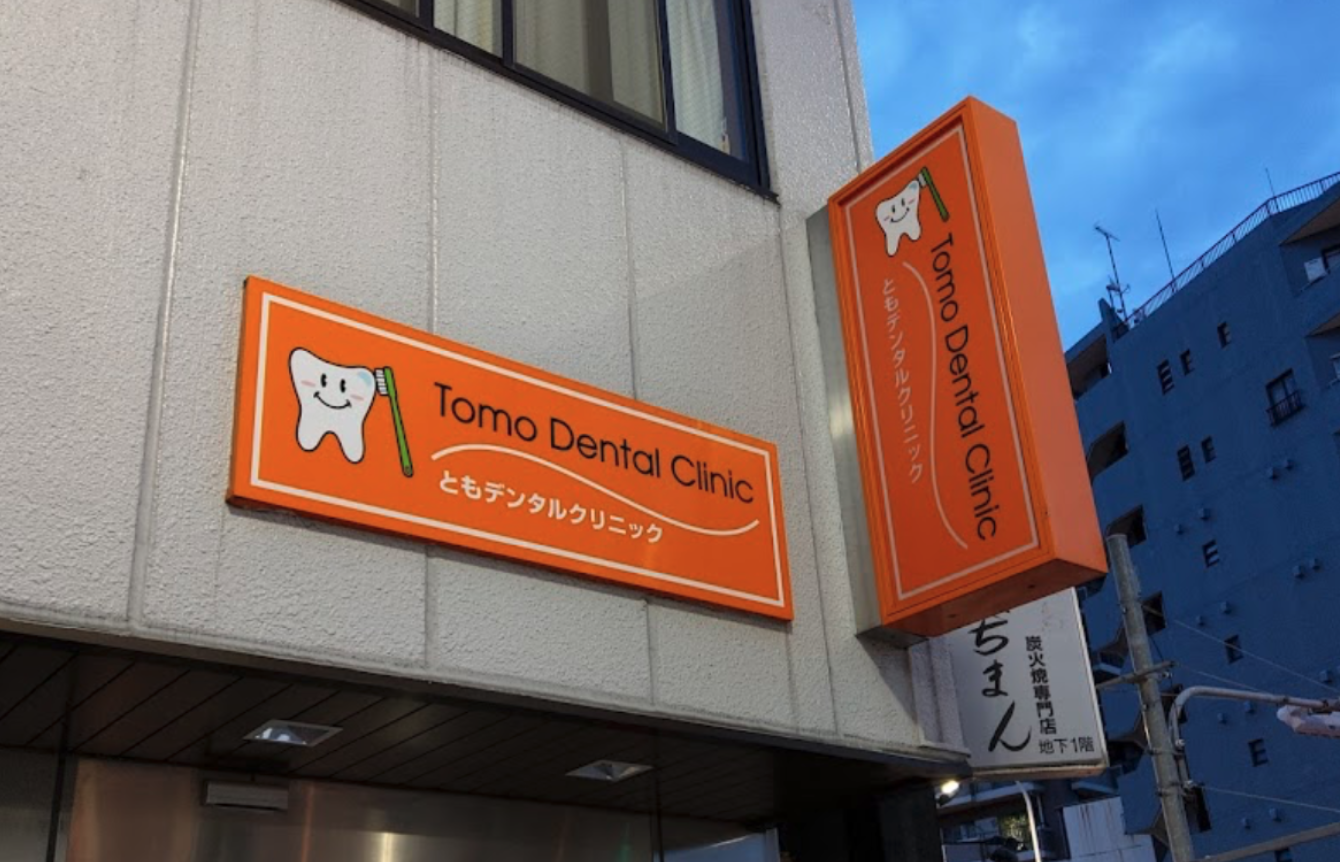 Tomo Dental Clinic
ともデンタルクリニック
Tomo Dental Clinic
ともデンタルクリニック
ぢまん
炭火焼専門店
地下1階